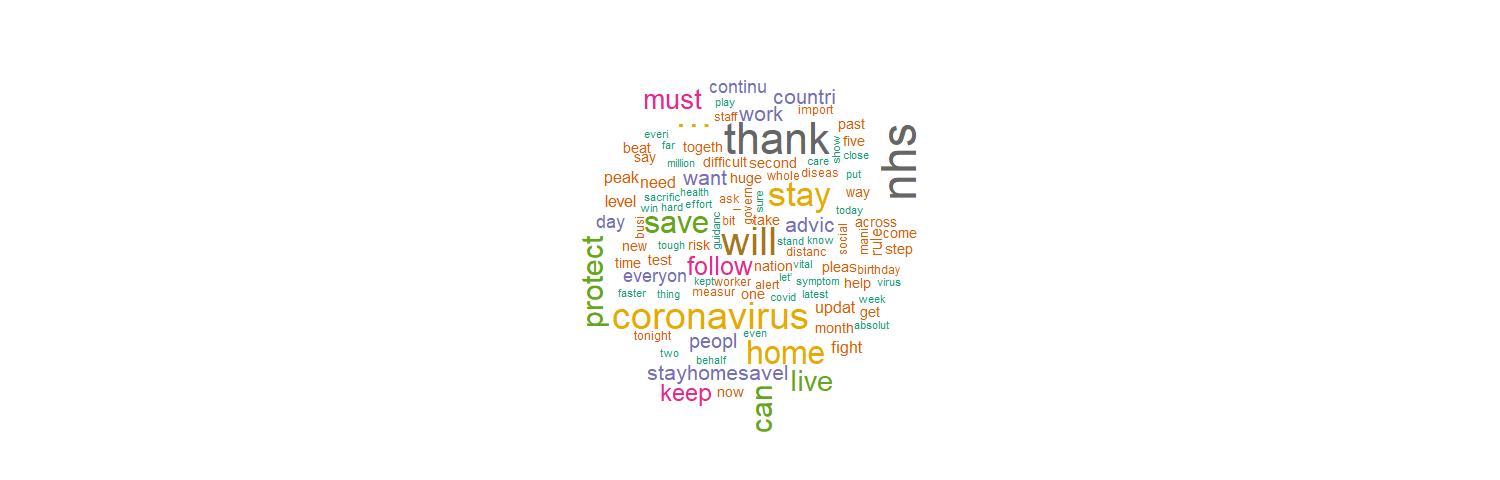 continu
must
play
countri
staff
work
import
...
thank
past
nhs
everi
far
togeth
show
five
beat
say
million
difficult
second
care
close
peak
need
want
huge
whole
diseas
put
level
sacrific
health
ask
govern
sure
stay
way
win
hard
effort
today
day
busi
save
guidanc
bit
take
advic
social
mani
across
rule
come
new
tough
risk
will
stand
know
distanc
step
time
test
follow
nation
vital
pleas
birthday
protect
everyon
kept
worker
alert
let'
symptom
help
virus
faster
thing
measur
one
covid
latest
week
coronavirus
updat
get
tonight
peopl
even
month
absolut
two
behalf
home
fight
stayhomesavel
live
keep
now
can